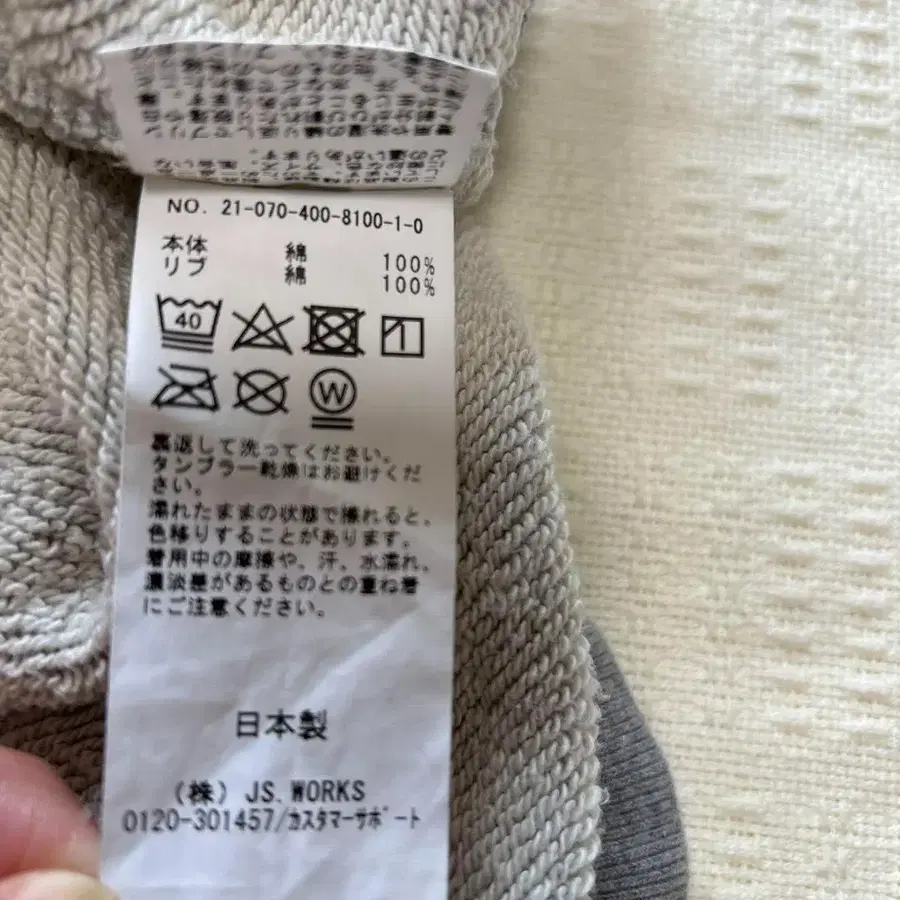 NO. 21-070-400-8100-1-0
本体 綿 100%
リブ 綿 100%
40
W
裏返して洗ってください。
タンブラー乾燥はお避けくだ
さい。
濡れたままの状態で擦れると、
色移りすることがあります。
着用中の摩擦や、汗、水濡れ、
濃淡差があるものとの重ね着
にご注意ください。
日本製
(株) JS.WORKS
0120-301457/ｶｽﾀﾏｰｻﾎﾟｰﾄ